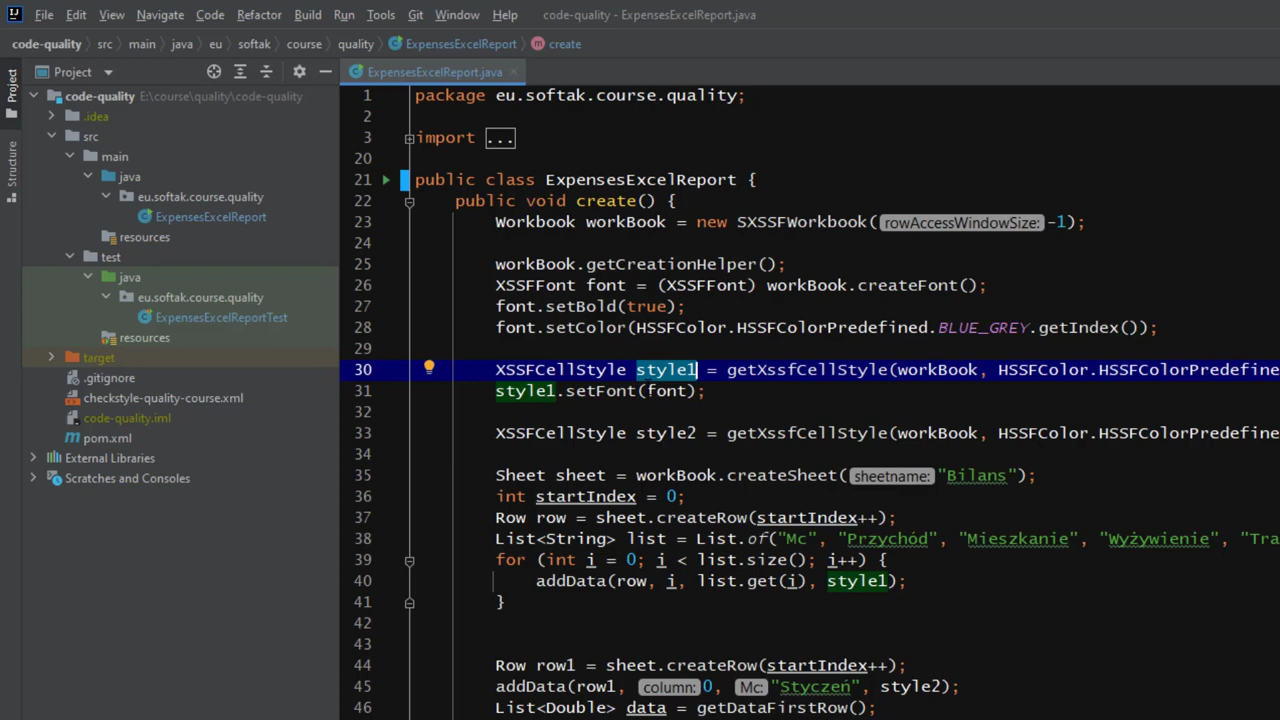 File Edit View Navigate Code Refactor Build Run Tools Git Window Help code-quality - ExpensesExcelReport.java
code-quality src main java eu softak course quality ExpensesExcelReport create
Project
Project
Structure
code-quality E:\course\quality\code-quality
.idea
src
main
java
eu.softak.course.quality
ExpensesExcelReport
resources
test
java
eu.softak.course.quality
ExpensesExcelReportTest
resources
target
.gitignore
checkstyle-quality-course.xml
code-quality.iml
pom.xml
External Libraries
Scratches and Consoles
ExpensesExcelReport.java
1 package eu.softak.course.quality;
2
3 import ...
20
21 public class ExpensesExcelReport {
22 public void create() {
23 Workbook workBook = new SXSSFWorkbook( rowAccessWindowSize: -1);
24
25 workBook.getCreationHelper();
26 XSSFFont font = (XSSFFont) workBook.createFont();
27 font.setBold(true);
28 font.setColor(HSSFColor.HSSFColorPredefined.BLUE_GREY.getIndex());
29
30 XSSFCellStyle style1 = getXssfCellStyle(workBook, HSSFColor.HSSFColorPredefine
31 style1.setFont(font);
32
33 XSSFCellStyle style2 = getXssfCellStyle(workBook, HSSFColor.HSSFColorPredefine
34
35 Sheet sheet = workBook.createSheet( sheetname: "Bilans");
36 int startIndex = 0;
37 Row row = sheet.createRow(startIndex++);
38 List<String> list = List.of("Mc", "Przychód", "Mieszkanie", "Wyżywienie", "Tra
39 for (int i = 0; i < list.size(); i++) {
40 addData(row, i, list.get(i), style1);
41 }
42
43
44 Row row1 = sheet.createRow(startIndex++);
45 addData(row1, column: 0, Mc: "Styczeń", style2);
46 List<Double> data = getDataFirstRow();